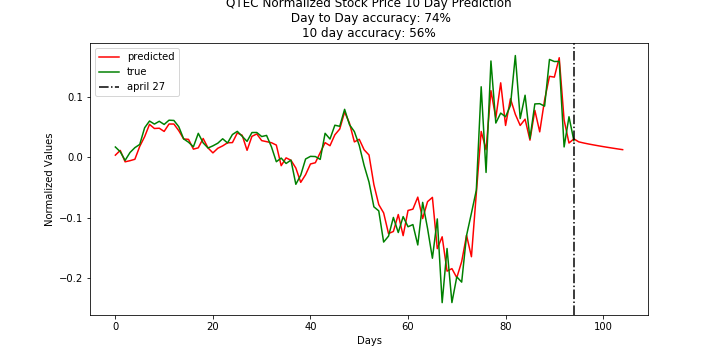 QTEC Normalized Stock Price 10 Day Prediction
Day to Day accuracy: 74%
10 day accuracy: 56%
predicted
true
april 27
Normalized Values
0.1
0.0
−0.1
−0.2
0 20 40 60 80 100
Days